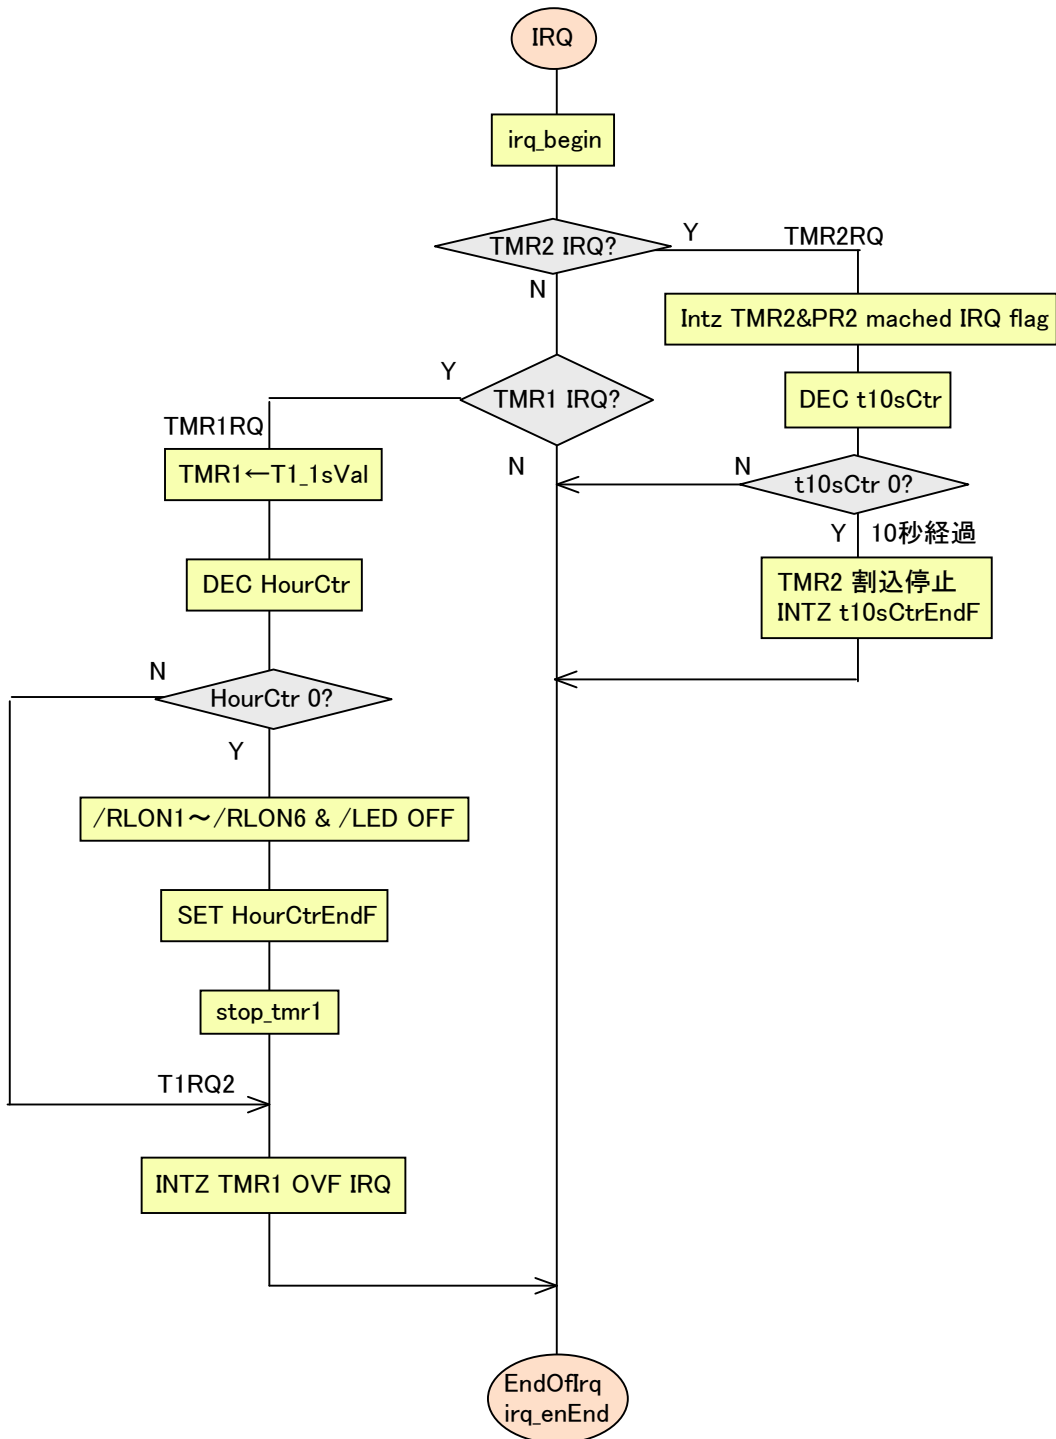 IRQ
irq_begin
TMR2 IRQ?
Y
TMR2RQ
N
Intz TMR2&PR2 mached IRQ flag
Y
TMR1 IRQ?
DEC t10sCtr
TMR1RQ
N
N
TMR1←T1_1sVal
t10sCtr 0?
Y
10秒経過
DEC HourCtr
TMR2 割込停止
INTZ t10sCtrEndF
N
HourCtr 0?
Y
/RLON1～/RLON6 & /LED OFF
SET HourCtrEndF
stop_tmr1
T1RQ2
INTZ TMR1 OVF IRQ
EndOfIrq
irq_enEnd